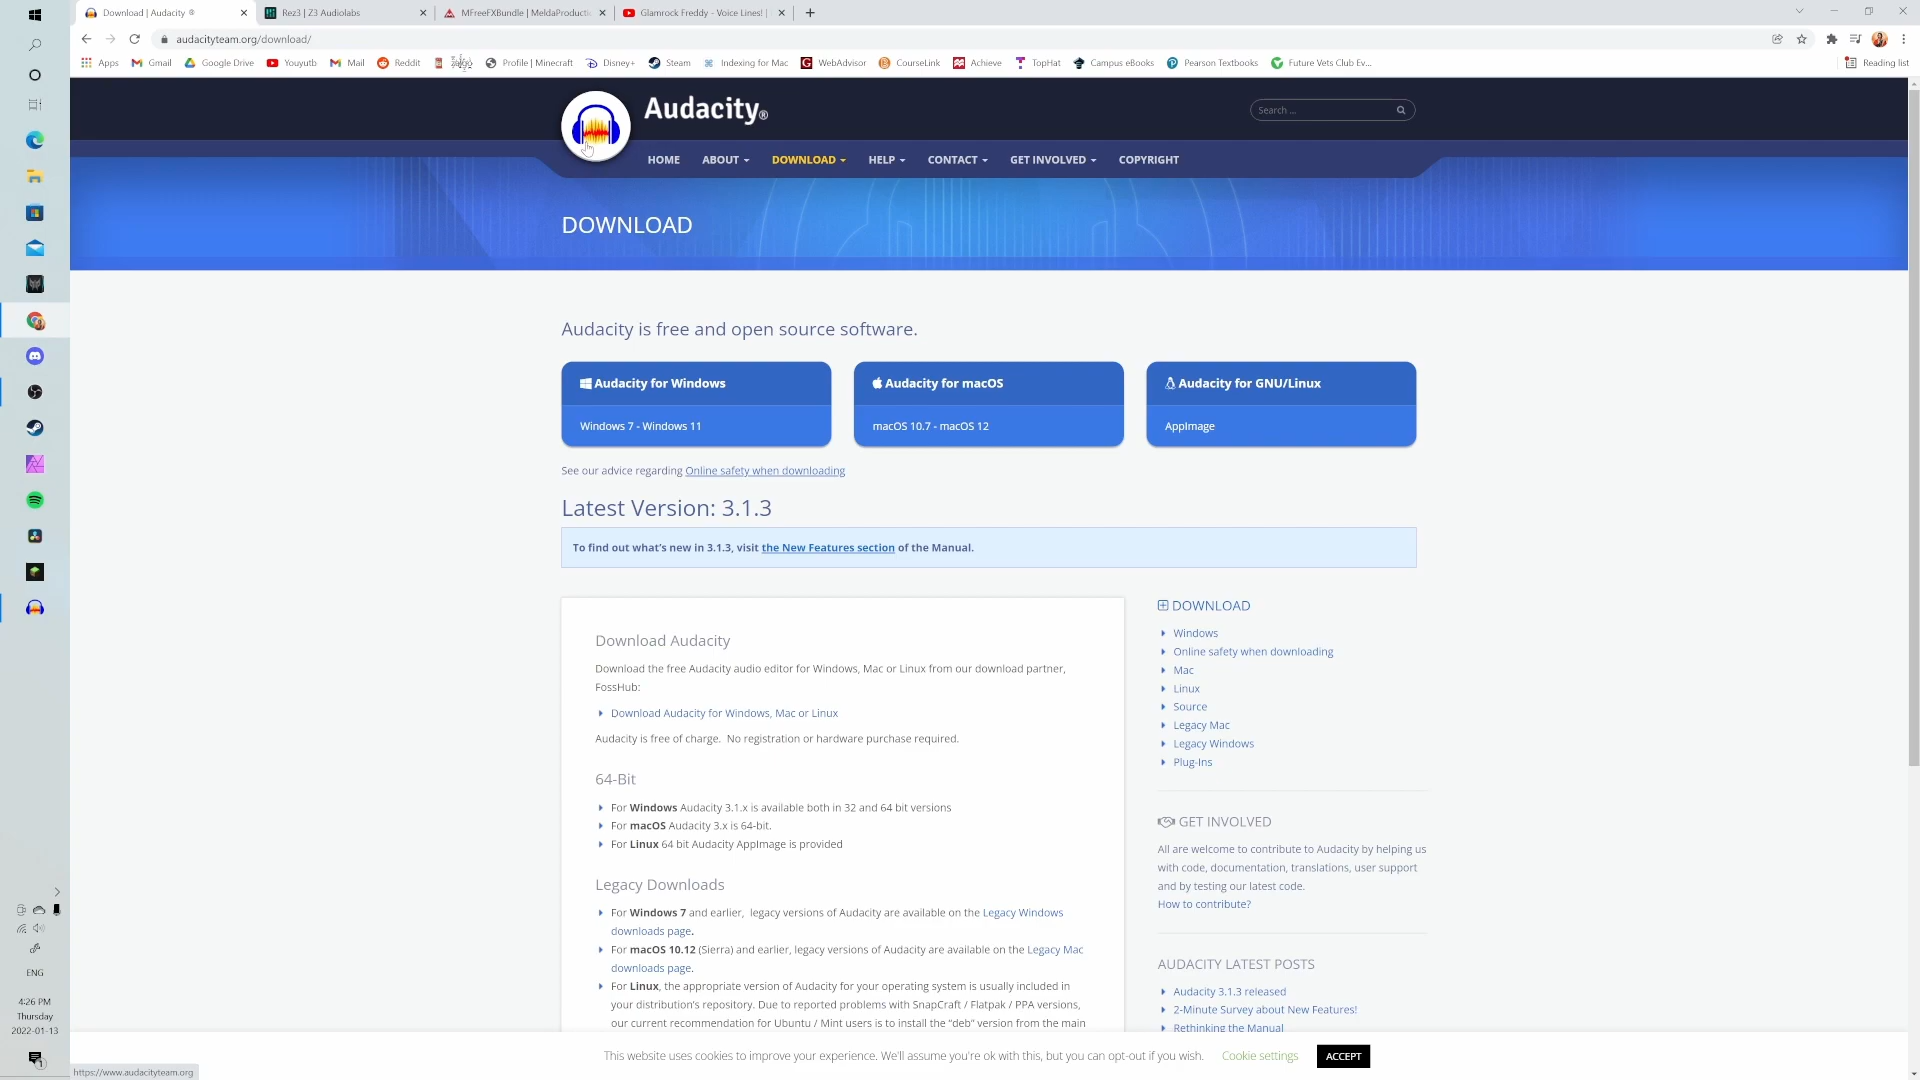 Download | Audacity ®
Rez3 | Z3 Audiolabs
MFreeFXBundle | MeldaProducti
Glamrock Freddy - Voice Lines! |
audacityteam.org/download/
Apps
Gmail
Google Drive
Youyutb
Mail
Reddit
Profile | Minecraft
Disney+
Steam
Indexing for Mac
WebAdvisor
CourseLink
Achieve
TopHat
Campus eBooks
Pearson Textbooks
Future Vets Club Ev...
Reading list
Audacity®
Search ...
HOME
ABOUT
DOWNLOAD
HELP
CONTACT
GET INVOLVED
COPYRIGHT
DOWNLOAD
Audacity is free and open source software.
Audacity for Windows
Windows 7 - Windows 11
Audacity for macOS
macOS 10.7 - macOS 12
Audacity for GNU/Linux
AppImage
See our advice regarding Online safety when downloading
Latest Version: 3.1.3
To find out what's new in 3.1.3, visit the New Features section of the Manual.
Download Audacity
Download the free Audacity audio editor for Windows, Mac or Linux from our download partner,
FossHub:
Download Audacity for Windows, Mac or Linux
Audacity is free of charge. No registration or hardware purchase required.
64-Bit
For Windows Audacity 3.1.x is available both in 32 and 64 bit versions
For macOS Audacity 3.x is 64-bit.
For Linux 64 bit Audacity AppImage is provided
Legacy Downloads
For Windows 7 and earlier, legacy versions of Audacity are available on the Legacy Windows
downloads page.
For macOS 10.12 (Sierra) and earlier, legacy versions of Audacity are available on the Legacy Mac
downloads page.
For Linux, the appropriate version of Audacity for your operating system is usually included in
your distribution's repository. Due to reported problems with SnapCraft / Flatpak / PPA versions,
our current recommendation for Ubuntu / Mint users is to install the "deb" version from the main
DOWNLOAD
Windows
Online safety when downloading
Mac
Linux
Source
Legacy Mac
Legacy Windows
Plug-Ins
GET INVOLVED
All are welcome to contribute to Audacity by helping us
with code, documentation, translations, user support
and by testing our latest code.
How to contribute?
AUDACITY LATEST POSTS
Audacity 3.1.3 released
2-Minute Survey about New Features!
Rethinking the Manual
This website uses cookies to improve your experience. We'll assume you're ok with this, but you can opt-out if you wish.
Cookie settings
ACCEPT
ENG
4:26 PM
Thursday
2022-01-13
1
https://www.audacityteam.org